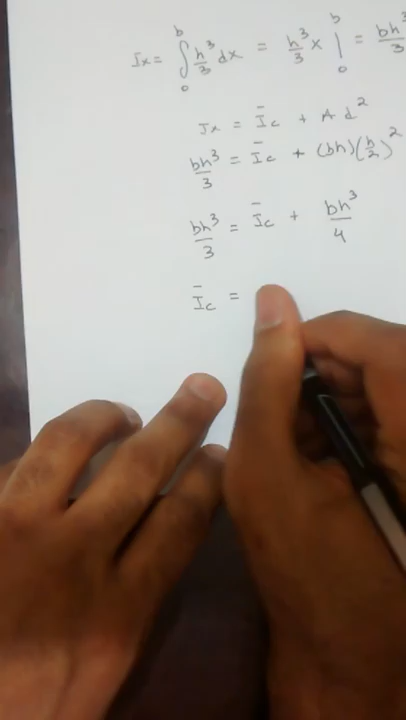 Ix = ∫₀ᵇ h³/3 dx = h³/3 x |₀ᵇ = bh³/3
Jx = Īc + A d²
bh³/3 = Īc + (bh)(h/2)²
bh³/3 = Īc + bh³/4
Īc =